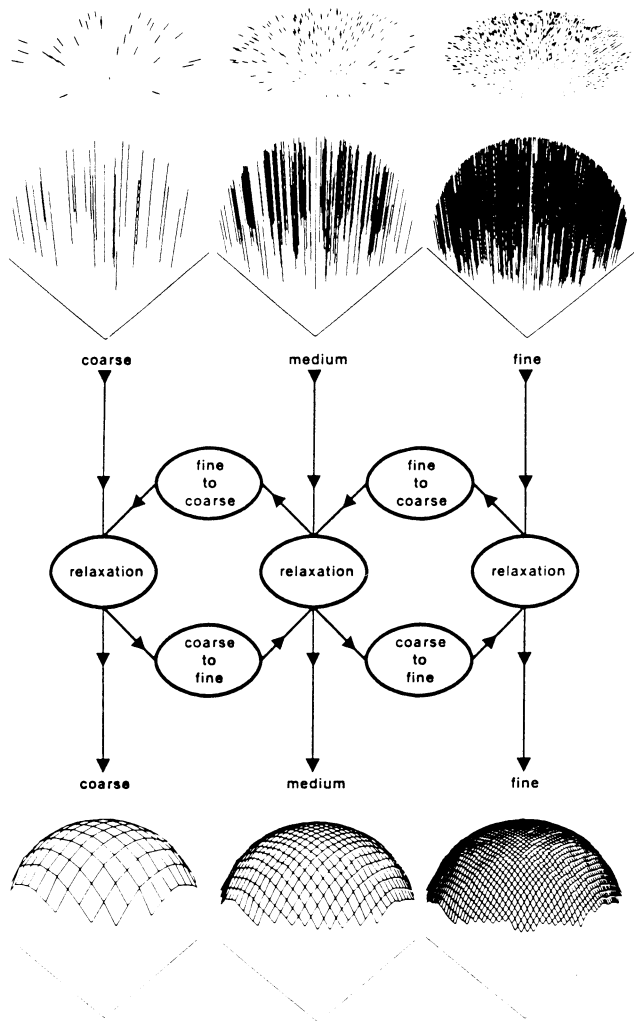 coarse
medium
fine
fine
to
coarse
fine
to
coarse
relaxation
relaxation
relaxation
coarse
to
fine
coarse
to
fine
coarse
medium
fine